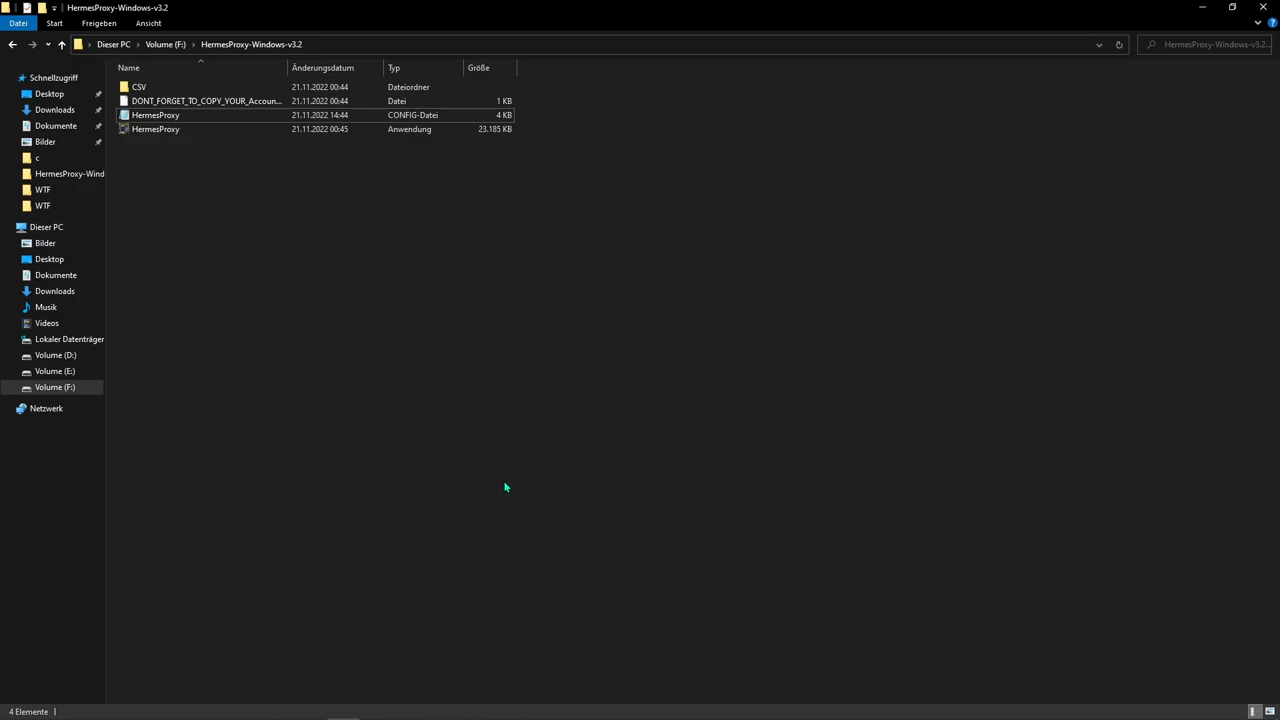 HermesProxy-Windows-v3.2
Datei Start Freigeben Ansicht
Dieser PC Volume (F:) HermesProxy-Windows-v3.2 HermesProxy-Windows-v3.2...
Name Änderungsdatum Typ Größe
CSV 21.11.2022 00:44 Dateiordner
DONT_FORGET_TO_COPY_YOUR_Accoun... 21.11.2022 00:44 Datei 1 KB
HermesProxy 21.11.2022 14:44 CONFIG-Datei 4 KB
HermesProxy 21.11.2022 00:45 Anwendung 23.185 KB
Schnellzugriff
Desktop
Downloads
Dokumente
Bilder
c
HermesProxy-Wind
WTF
WTF
Dieser PC
Bilder
Desktop
Dokumente
Downloads
Musik
Videos
Lokaler Datenträger
Volume (D:)
Volume (E:)
Volume (F:)
Netzwerk
4 Elemente